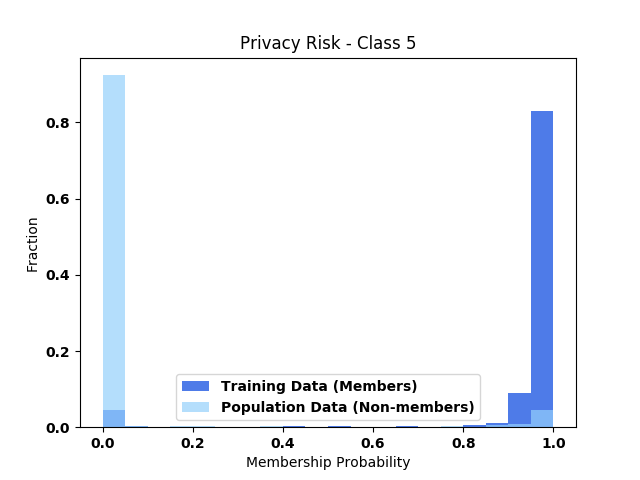 Privacy Risk - Class 5
Fraction
0.8
0.6
0.4
0.2
0.0
Training Data (Members)
Population Data (Non-members)
0.0 0.2 0.4 0.6 0.8 1.0
Membership Probability